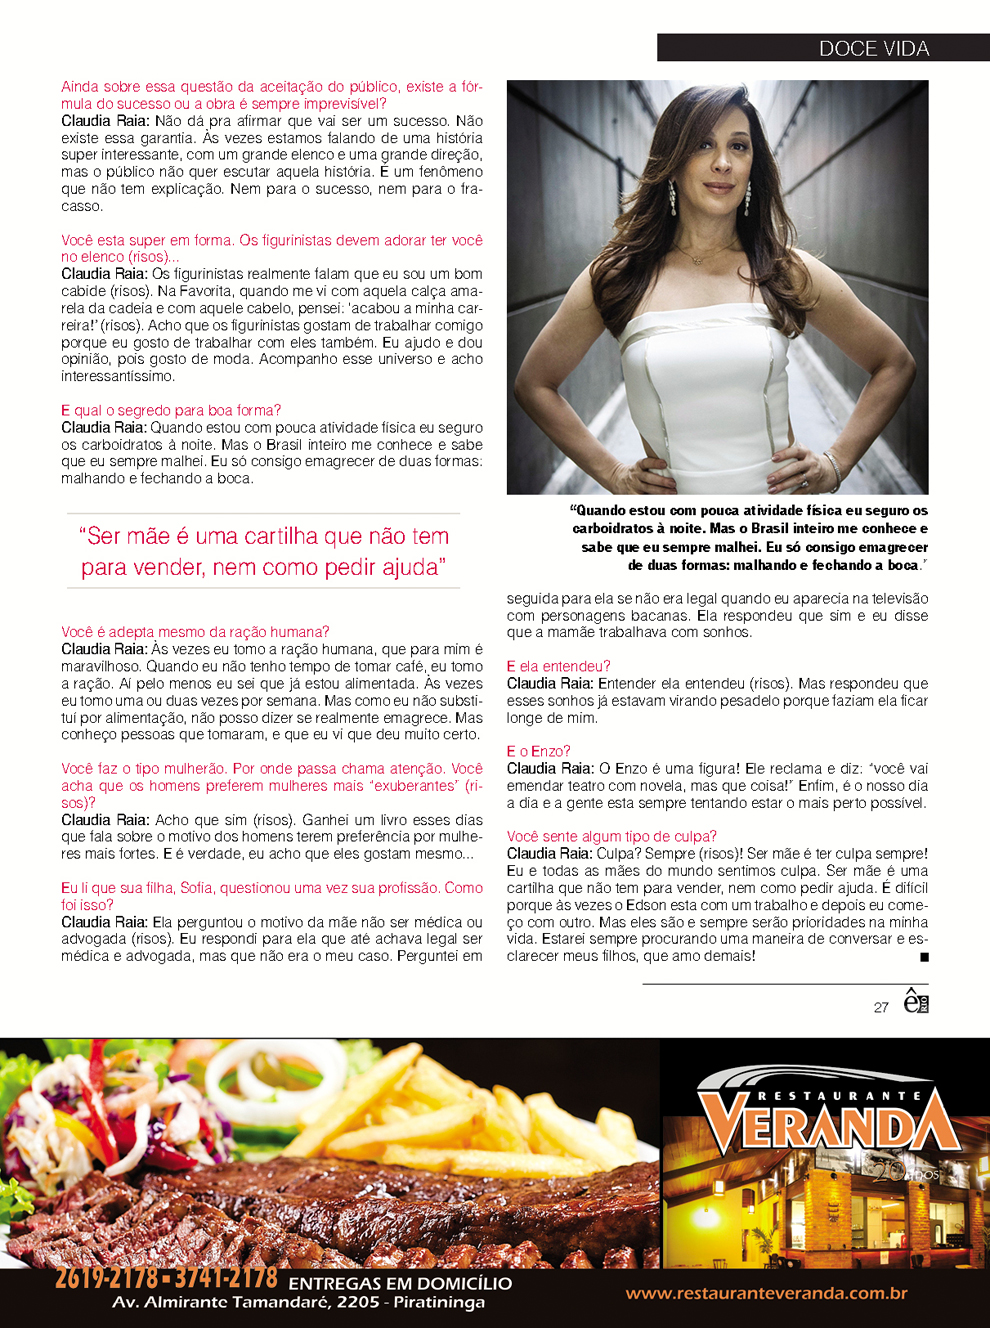 DOCE VIDA
Ainda sobre essa questão da aceitação do público, existe a fór-
mula do sucesso ou a obra é sempre imprevisível?
Claudia Raia: Não dá pra afirmar que vai ser um sucesso. Não
existe essa garantia. Às vezes estamos falando de uma história
super interessante, com um grande elenco e uma grande direção,
mas o público não quer escutar aquela história. É um fenômeno
que não tem explicação. Nem para o sucesso, nem para o fra-
casso.
Você esta super em forma. Os figurinistas devem adorar ter você
no elenco (risos)...
Claudia Raia: Os figurinistas realmente falam que eu sou um bom
cabide (risos). Na Favorita, quando me vi com aquela calça ama-
rela da cadeia e com aquele cabelo, pensei: 'acabou a minha car-
reira!' (risos). Acho que os figurinistas gostam de trabalhar comigo
porque eu gosto de trabalhar com eles também. Eu ajudo e dou
opinião, pois gosto de moda. Acompanho esse universo e acho
interessantíssimo.
E qual o segredo para boa forma?
Claudia Raia: Quando estou com pouca atividade física eu seguro
os carboidratos à noite. Mas o Brasil inteiro me conhece e sabe
que eu sempre malhei. Eu só consigo emagrecer de duas formas:
malhando e fechando a boca.
“Ser mãe é uma cartilha que não tem
para vender, nem como pedir ajuda”
Você é adepta mesmo da ração humana?
Claudia Raia: Às vezes eu tomo a ração humana, que para mim é
maravilhoso. Quando eu não tenho tempo de tomar café, eu tomo
a ração. Aí pelo menos eu sei que já estou alimentada. Às vezes
eu tomo uma ou duas vezes por semana. Mas como eu não substi-
tuí por alimentação, não posso dizer se realmente emagrece. Mas
conheço pessoas que tomaram, e que eu vi que deu muito certo.
Você faz o tipo mulherão. Por onde passa chama atenção. Você
acha que os homens preferem mulheres mais “exuberantes” (ri-
sos)?
Claudia Raia: Acho que sim (risos). Ganhei um livro esses dias
que fala sobre o motivo dos homens terem preferência por mulhe-
res mais fortes. E é verdade, eu acho que eles gostam mesmo...
Eu li que sua filha, Sofia, questionou uma vez sua profissão. Como
foi isso?
Claudia Raia: Ela perguntou o motivo da mãe não ser médica ou
advogada (risos). Eu respondi para ela que até achava legal ser
médica e advogada, mas que não era o meu caso. Perguntei em
“Quando estou com pouca atividade física eu seguro os
carboidratos à noite. Mas o Brasil inteiro me conhece e
sabe que eu sempre malhei. Eu só consigo emagrecer
de duas formas: malhando e fechando a boca.”
seguida para ela se não era legal quando eu aparecia na televisão
com personagens bacanas. Ela respondeu que sim e eu disse
que a mamãe trabalhava com sonhos.
E ela entendeu?
Claudia Raia: Entender ela entendeu (risos). Mas respondeu que
esses sonhos já estavam virando pesadelo porque faziam ela ficar
longe de mim.
E o Enzo?
Claudia Raia: O Enzo é uma figura! Ele reclama e diz: “você vai
emendar teatro com novela, mas que coisa!” Enfim, é o nosso dia
a dia e a gente esta sempre tentando estar o mais perto possível.
Você sente algum tipo de culpa?
Claudia Raia: Culpa? Sempre (risos)! Ser mãe é ter culpa sempre!
Eu e todas as mães do mundo sentimos culpa. Ser mãe é uma
cartilha que não tem para vender, nem como pedir ajuda. É difícil
porque às vezes o Edson esta com um trabalho e depois eu come-
ço com outro. Mas eles são e sempre serão prioridades na minha
vida. Estarei sempre procurando uma maneira de conversar e es-
clarecer meus filhos, que amo demais!
27 ê
RESTAURANTE
VERANDA
20 anos
2619-2178 ▪ 3741-2178 ENTREGAS EM DOMICÍLIO
Av. Almirante Tamandaré, 2205 - Piratininga
www.restauranteveranda.com.br